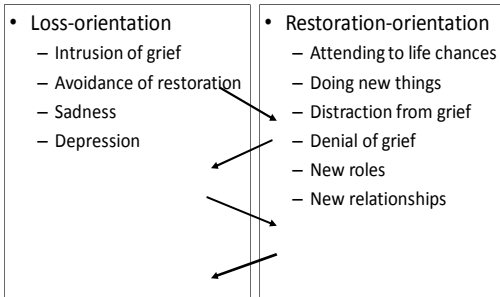 • Loss-orientation
– Intrusion of grief
– Avoidance of restoration
– Sadness
– Depression
• Restoration-orientation
– Attending to life chances
– Doing new things
– Distraction from grief
– Denial of grief
– New roles
– New relationships